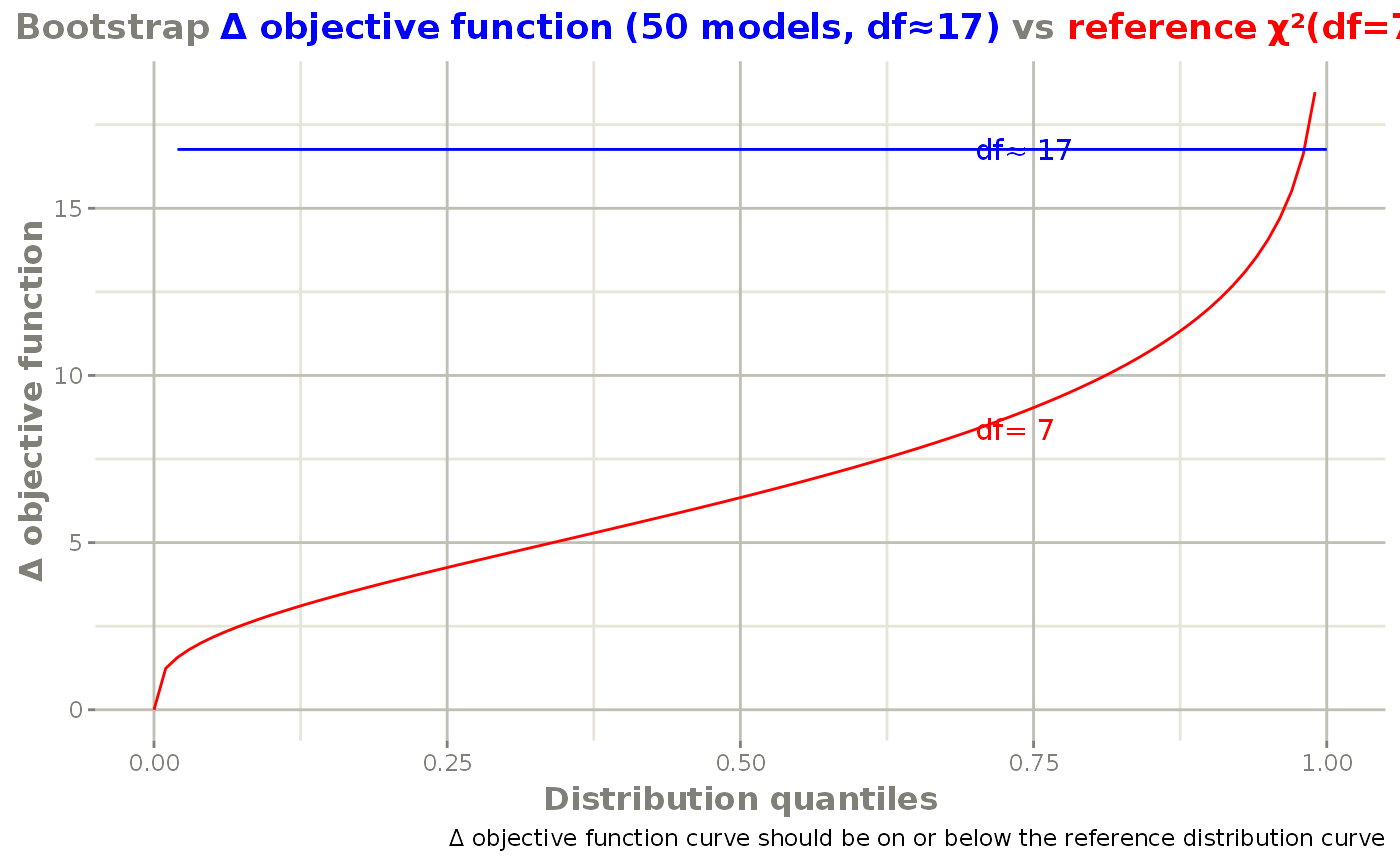 Bootstrap Δ objective function (50 models, df≈17) vs reference χ²(df=7
df≈ 17
df= 7
Δ objective function
15
10
5
0
0.00 0.25 0.50 0.75 1.00
Distribution quantiles
Δ objective function curve should be on or below the reference distribution curve